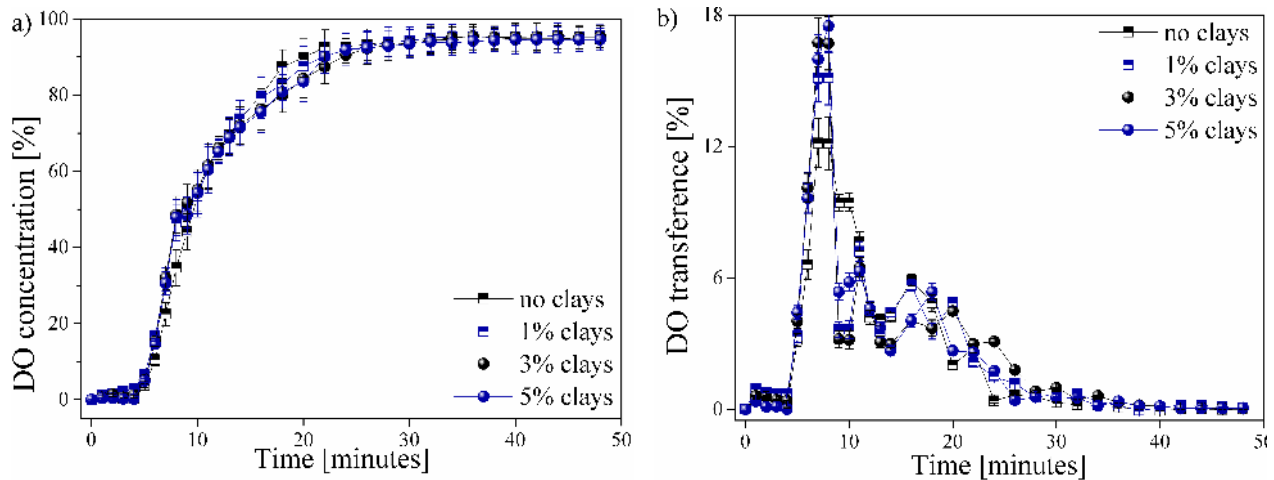 a)
100
80
60
40
20
0
DO concentration [%]
no clays
1% clays
3% clays
5% clays
0 10 20 30 40 50
Time [minutes]
b)
18
12
6
0
DO transference [%]
no clays
1% clays
3% clays
5% clays
0 10 20 30 40 50
Time [minutes]